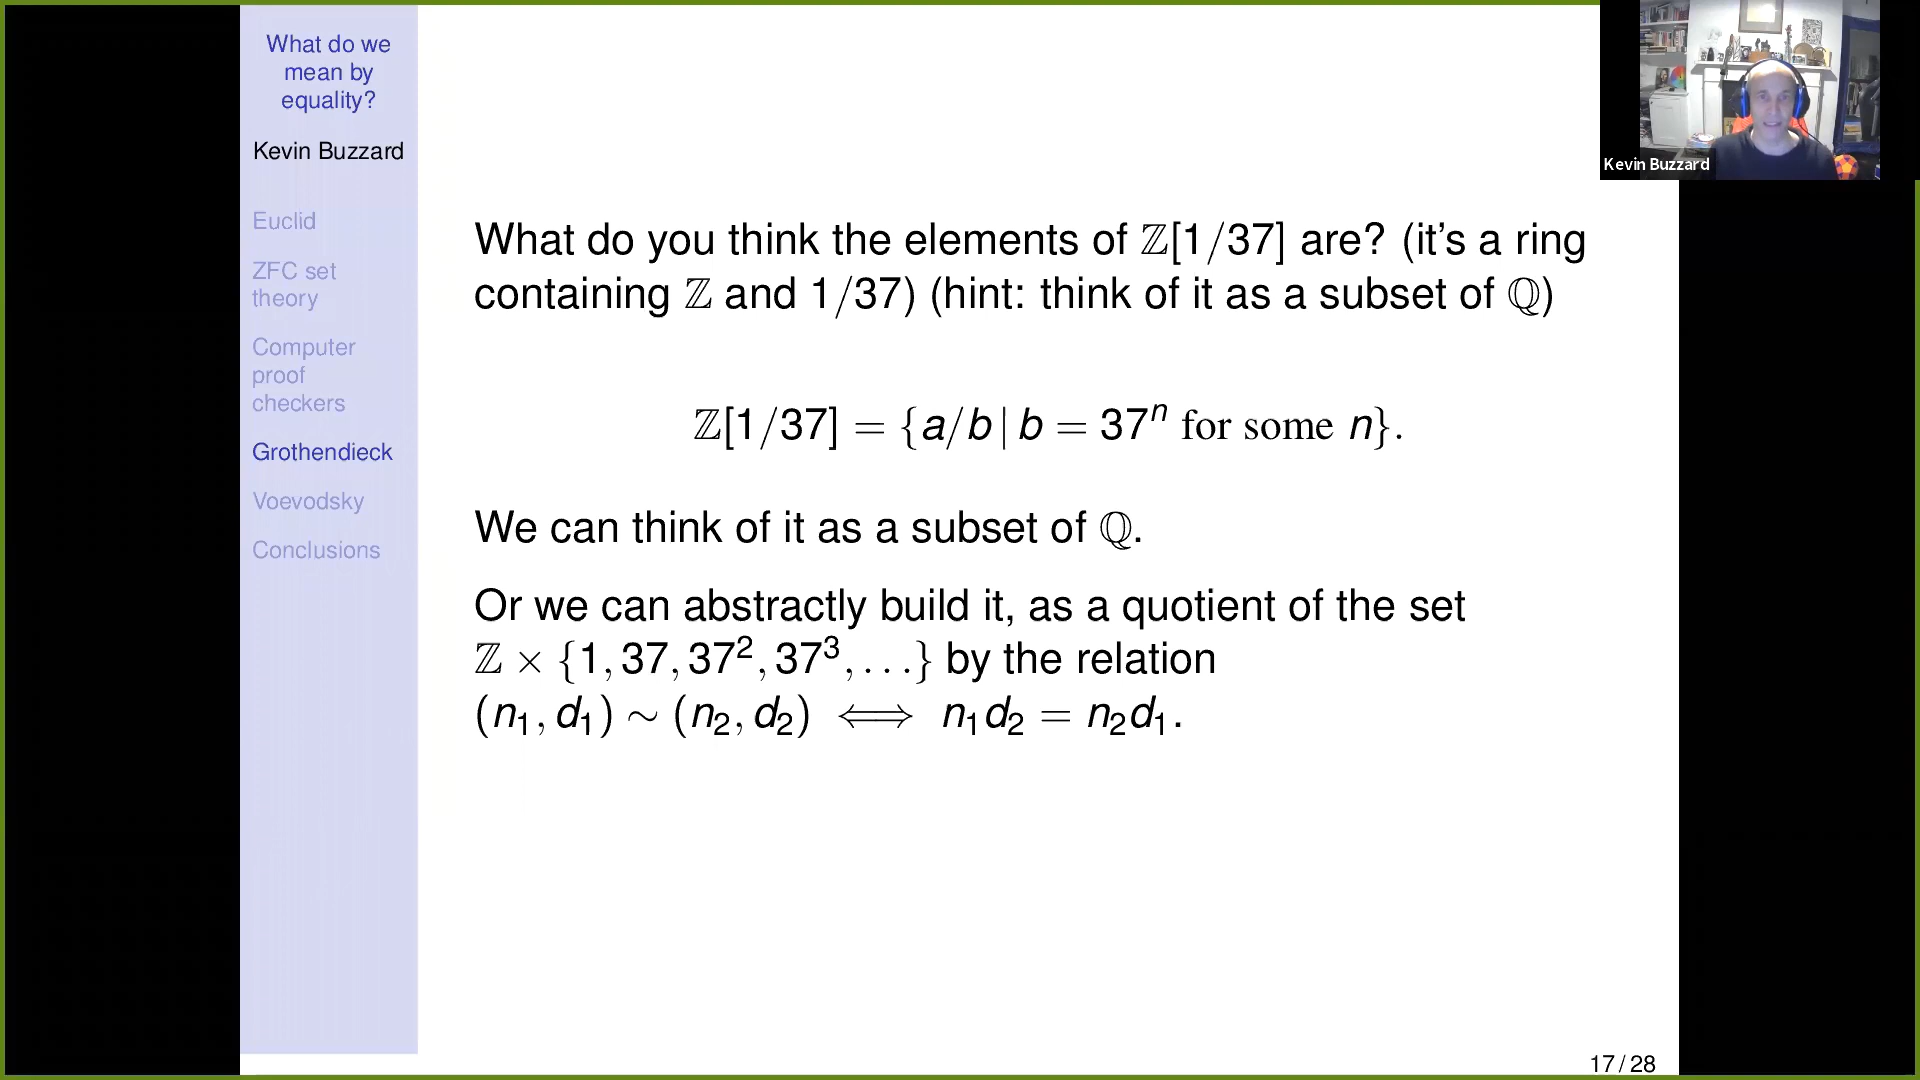 What do we
mean by
equality?
Kevin Buzzard
Euclid
ZFC set
theory
Computer
proof
checkers
Grothendieck
Voevodsky
Conclusions
What do you think the elements of ℤ[1/37] are? (it's a ring
containing ℤ and 1/37) (hint: think of it as a subset of ℚ)
ℤ[1/37] = {a/b | b = 37ⁿ for some n}.
We can think of it as a subset of ℚ.
Or we can abstractly build it, as a quotient of the set
ℤ × {1, 37, 37², 37³, . . .} by the relation
(n₁, d₁) ∼ (n₂, d₂) ⟺ n₁d₂ = n₂d₁.
17 / 28
Kevin Buzzard